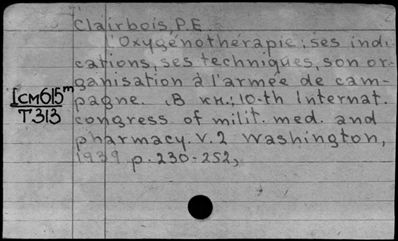 Clairbois, P.E.
Oxygénothérapie; ses indi
cations, ses techniques, son or-
ganisation à l'armée de cam-
pagne. В кн.: 10-th Internat.
congress of milit. med. and
pharmacy. V. 2 Washington,
1939 p. 230-252,
ICM615m
T313